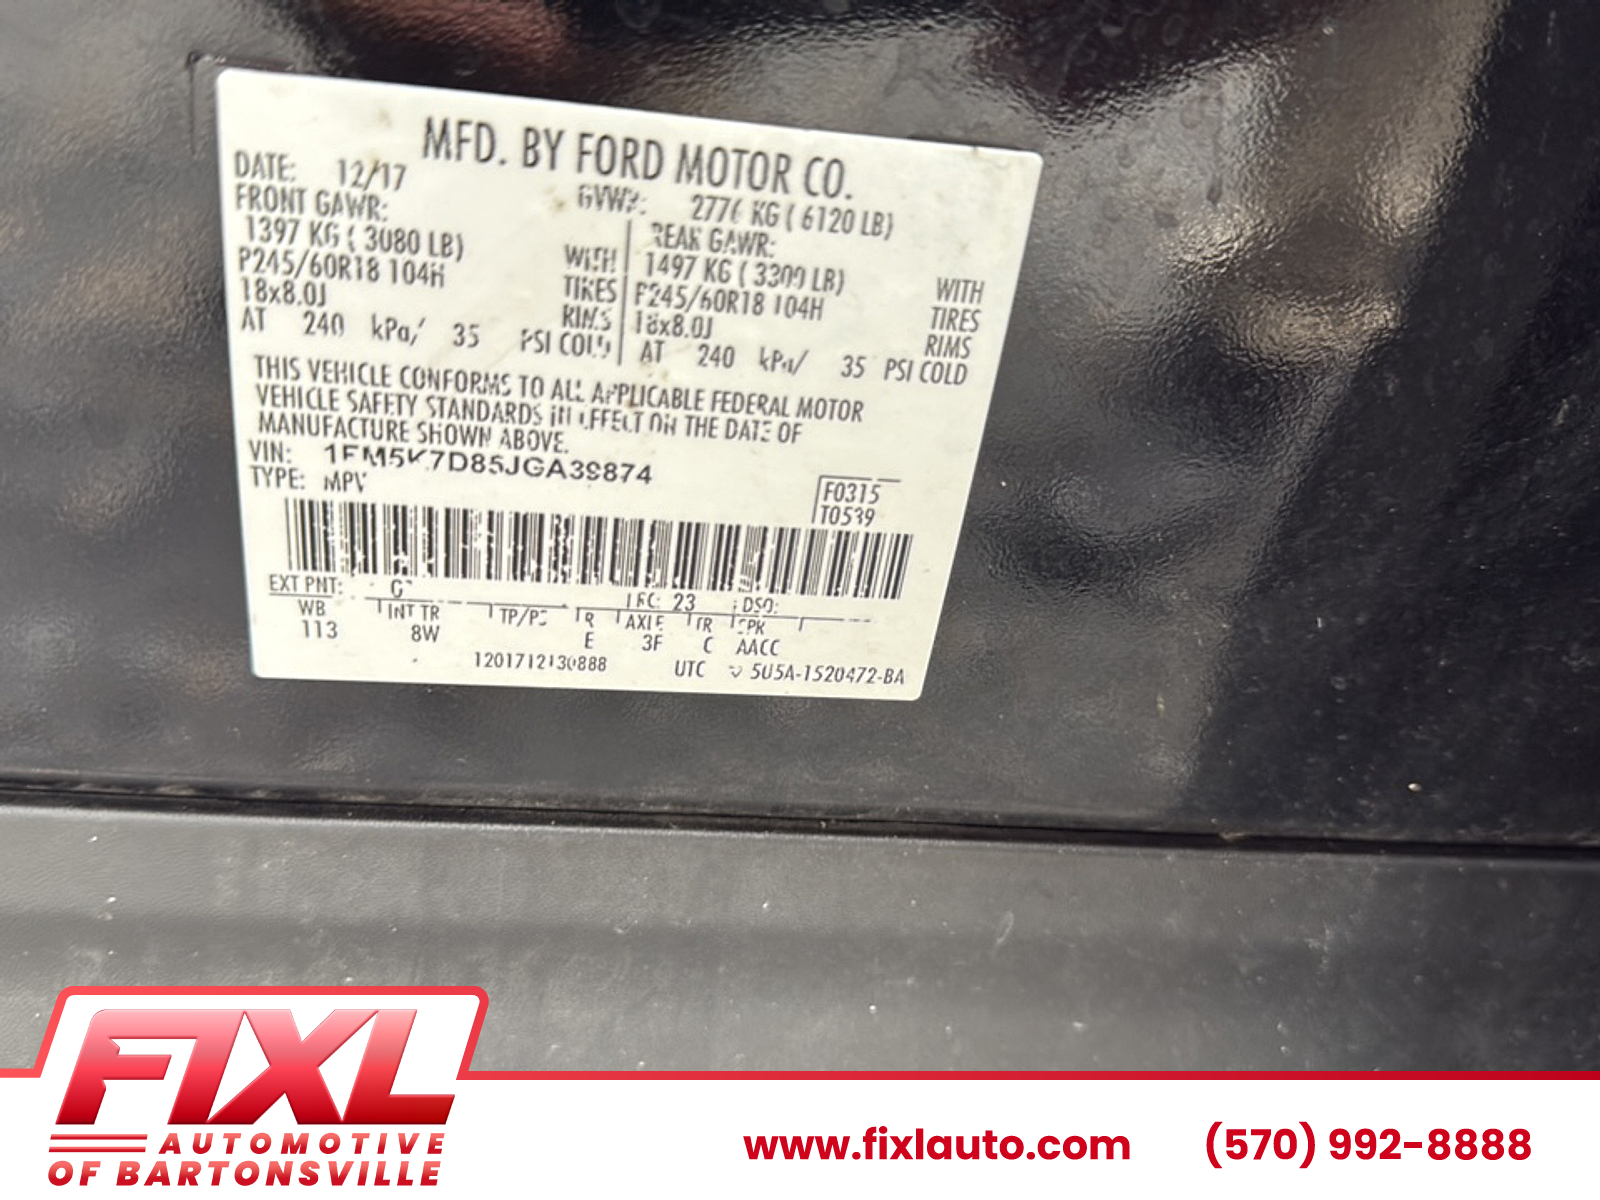 MFD. BY FORD MOTOR CO.
DATE: 12/17 GVWR: 2776 KG ( 6120 LB)
FRONT GAWR: REAR GAWR:
1397 KG ( 3080 LB) WITH 1497 KG ( 3300 LB) WITH
P245/60R18 104H TIRES P245/60R18 104H TIRES
18x8.0J RIMS 18x8.0J RIMS
AT 240 kPa/ 35 PSI COLD AT 240 kPa/ 35 PSI COLD
THIS VEHICLE CONFORMS TO ALL APPLICABLE FEDERAL MOTOR
VEHICLE SAFETY STANDARDS IN EFFECT ON THE DATE OF
MANUFACTURE SHOWN ABOVE.
VIN: 1FM5K7D85JGA39874
TYPE: MPV
F0315
T0539
EXT PNT: RC: 23 DSO:
WB INT TR TP/PS R AXLE TR SPR
113 8W E 3F C AACC
UTC 5U5A-1520472-BA
FIXL
AUTOMOTIVE
OF BARTONSVILLE
www.fixlauto.com (570) 992-8888